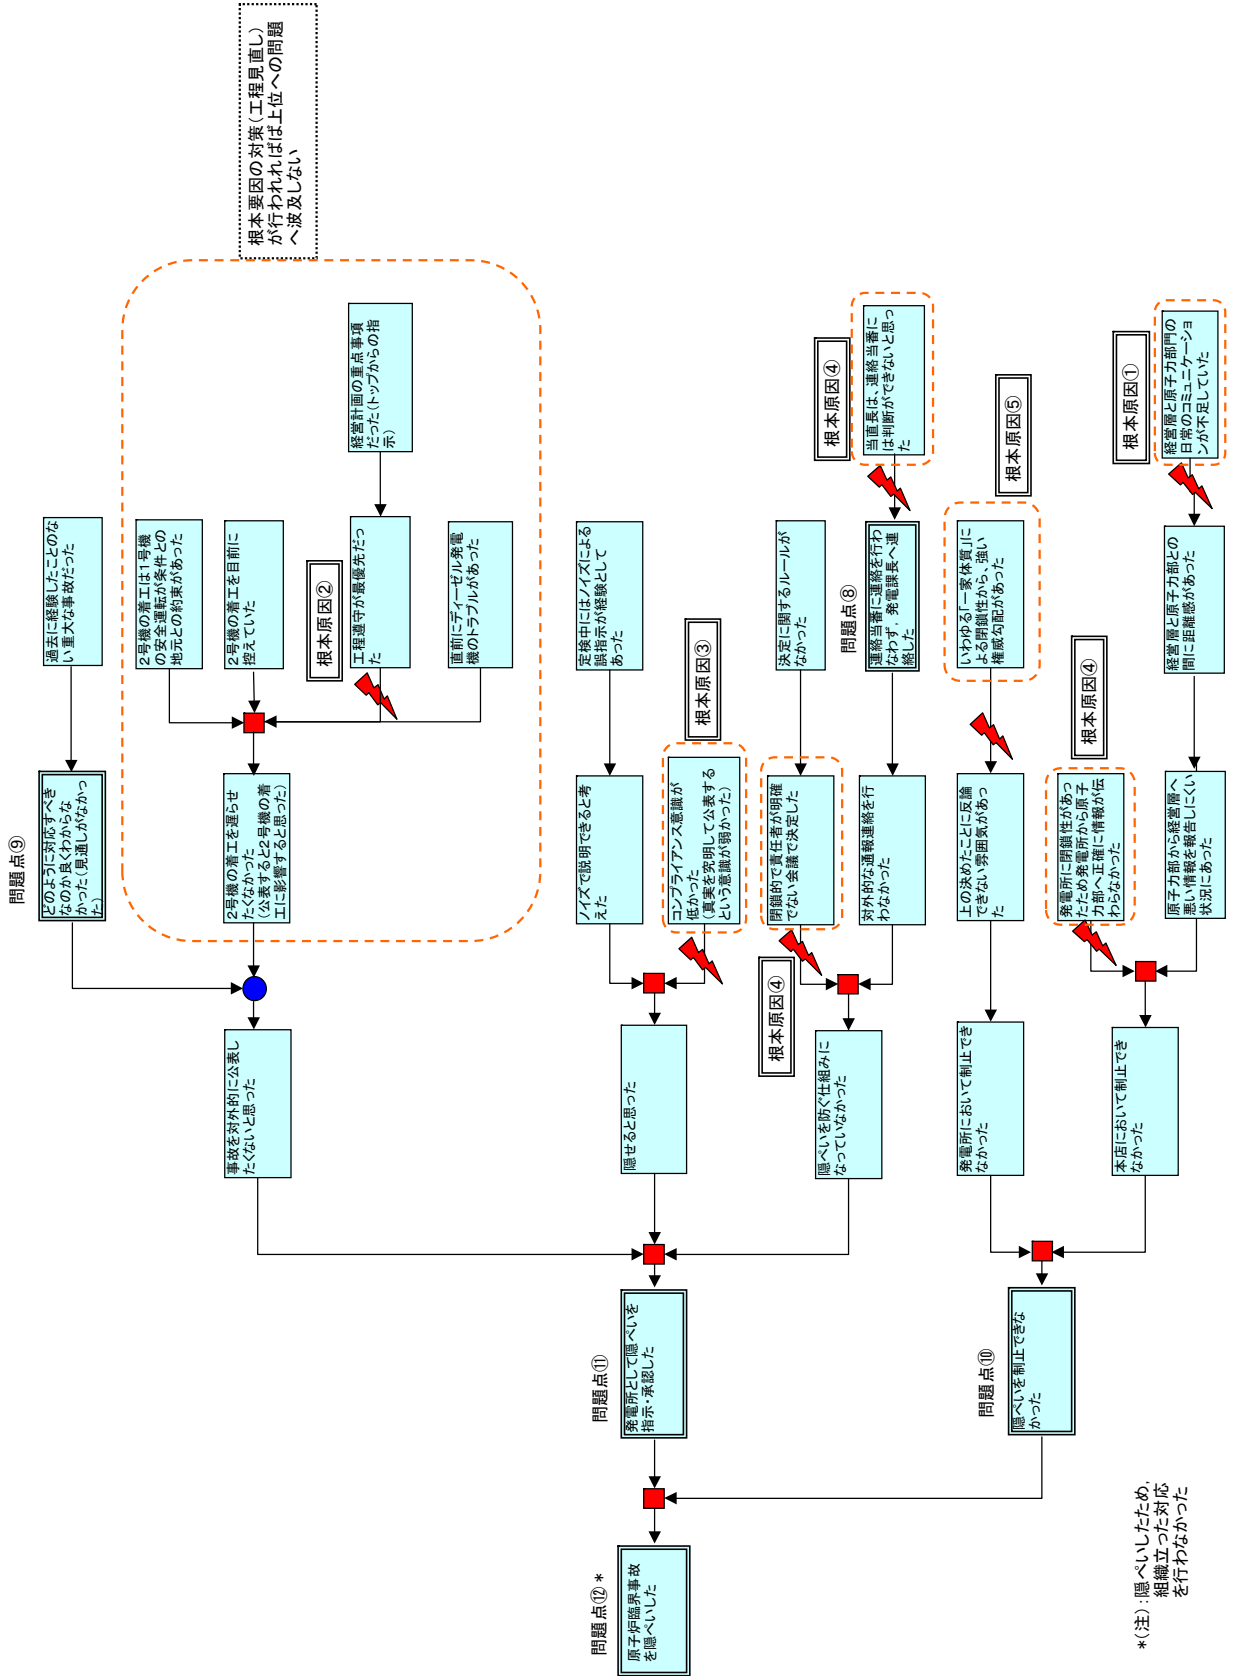 問題点⑫ *
原子炉臨界事故
を隠ぺいした
問題点⑪
発電所として隠ぺいを
指示・承認した
問題点⑩
隠ぺいを制止できな
かった
事故を対外的に公表し
たくないと思った
隠せると思った
隠ぺいを防ぐ仕組みに
なっていなかった
発電所において制止でき
なかった
本店において制止でき
なかった
問題点⑨
どのように対応すべき
なのか良くわからな
かった(見通しがなかっ
た)
2号機の着工を遅らせ
たくなかった
(公表すると2号機の着
工に影響すると思った)
ノイズで説明できると考
えた
コンプライアンス意識が
低かった
(真実を究明して公表する
という意識が弱かった)
根本原因③
閉鎖的で責任者が明確
でない会議で決定した
根本原因④
対外的な通報連絡を行
わなかった
上の決めたことに反論
できない雰囲気があっ
た
発電所に閉鎖性があっ
たため発電所から原子
力部へ正確に情報が伝
わらなかった
根本原因④
原子力部から経営層へ
悪い情報を報告しにくい
状況にあった
過去に経験したことのな
い重大な事故だった
2号機の着工は1号機
の安全運転が条件との
地元との約束があった
2号機の着工を目前に
控えていた
根本原因②
工程遵守が最優先だっ
た
直前にディーゼル発電
機のトラブルがあった
定検中にはノイズによる
誤指示が経験として
あった
決定に関するルールが
なかった
問題点⑧
連絡当番に連絡を行わ
なわず,発電課長へ連
絡した
いわゆる「一家体質」に
よる閉鎖性から、強い
権威勾配があった
根本原因⑤
経営層と原子力部との
間に距離感があった
経営計画の重点事項
だった(トップからの指
示)
根本原因④
当直長は、連絡当番に
は判断ができないと思っ
た
根本原因①
経営層と原子力部門の
日常のコミュニケーショ
ンが不足していた
根本要因の対策(工程見直し)
が行われればば上位への問題
へ波及しない
*(注):隠ぺいしたため,
組織立った対応
を行わなかった